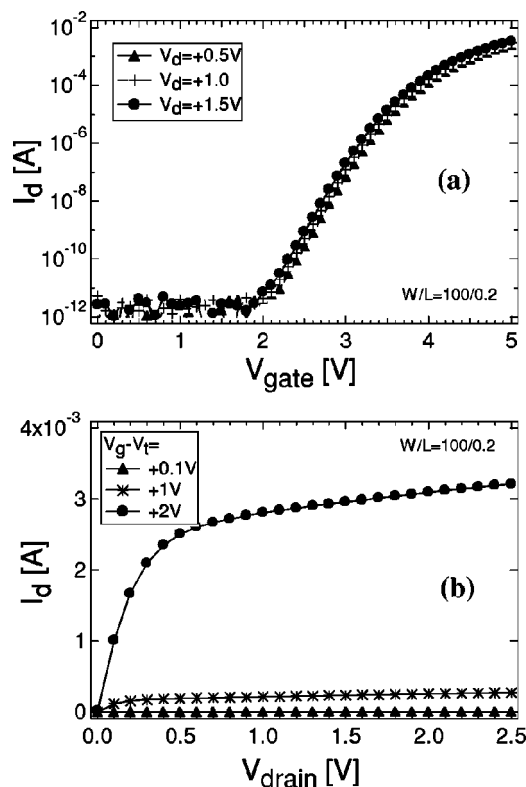 10^-2
10^-4
10^-6
10^-8
10^-10
10^-12
I_d [A]
V_d=+0.5V
V_d=+1.0
V_d=+1.5V
(a)
W/L=100/0.2
0 1 2 3 4 5
V_gate [V]
4x10^-3
3
2
1
0
I_d [A]
V_g-V_t=
+0.1V
+1V
+2V
W/L=100/0.2
(b)
0.0 0.5 1.0 1.5 2.0 2.5
V_drain [V]